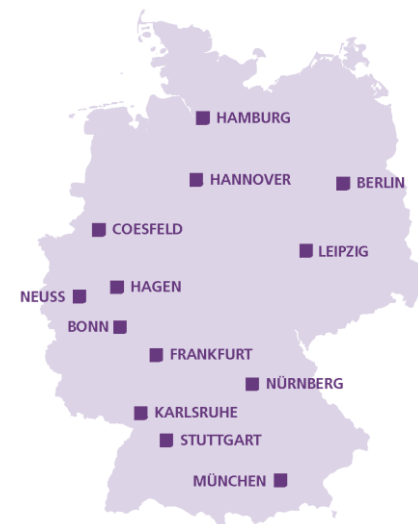 HAMBURG
HANNOVER
BERLIN
COESFELD
LEIPZIG
HAGEN
NEUSS
BONN
FRANKFURT
NÜRNBERG
KARLSRUHE
STUTTGART
MÜNCHEN